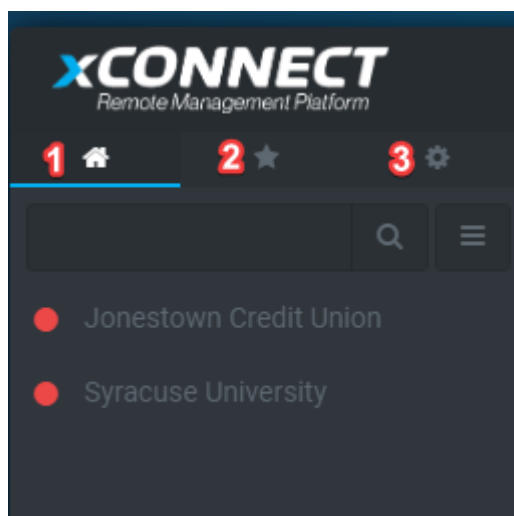 xCONNECT
Remote Management Platform
1 2 3
Jonestown Credit Union
Syracuse University